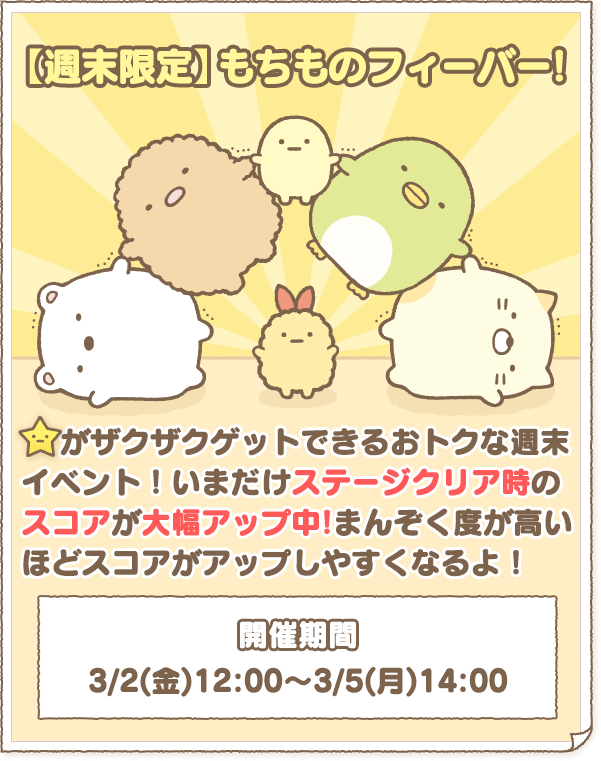 【週末限定】もちものフィーバー!
がザクザクゲットできるおトクな週末
イベント！いまだけステージクリア時の
スコアが大幅アップ中!まんぞく度が高い
ほどスコアがアップしやすくなるよ！
開催期間
3/2(金)12:00〜3/5(月)14:00